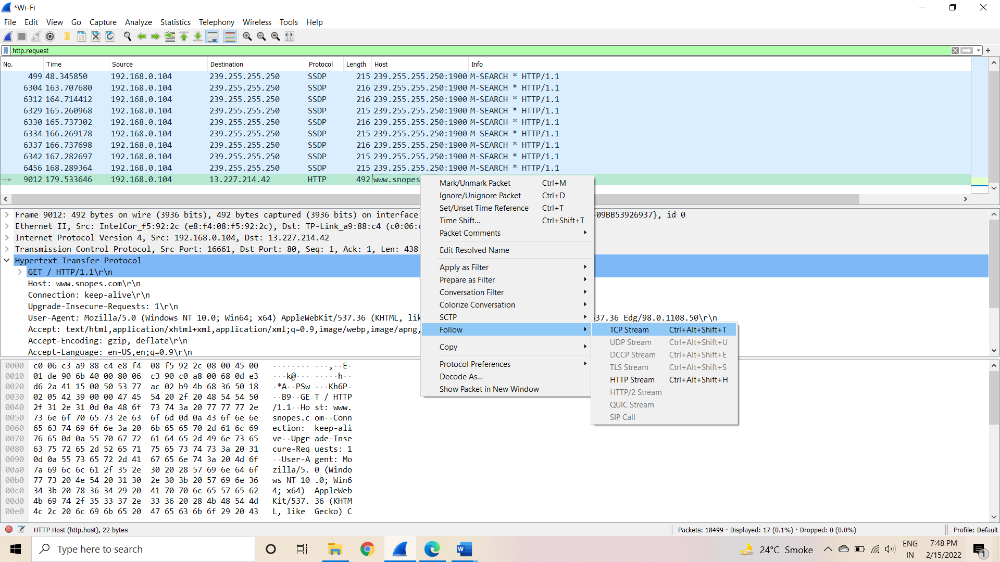 *Wi-Fi
File Edit View Go Capture Analyze Statistics Telephony Wireless Tools Help
http.request
No. Time Source Destination Protocol Length Host Info
499 48.345850 192.168.0.104 239.255.255.250 SSDP 215 239.255.255.250:1900 M-SEARCH * HTTP/1.1
6304 163.707680 192.168.0.104 239.255.255.250 SSDP 216 239.255.255.250:1900 M-SEARCH * HTTP/1.1
6312 164.714412 192.168.0.104 239.255.255.250 SSDP 216 239.255.255.250:1900 M-SEARCH * HTTP/1.1
6329 165.260968 192.168.0.104 239.255.255.250 SSDP 215 239.255.255.250:1900 M-SEARCH * HTTP/1.1
6330 165.737302 192.168.0.104 239.255.255.250 SSDP 216 239.255.255.250:1900 M-SEARCH * HTTP/1.1
6334 166.269178 192.168.0.104 239.255.255.250 SSDP 215 239.255.255.250:1900 M-SEARCH * HTTP/1.1
6337 166.737698 192.168.0.104 239.255.255.250 SSDP 216 239.255.255.250:1900 M-SEARCH * HTTP/1.1
6342 167.282697 192.168.0.104 239.255.255.250 SSDP 215 239.255.255.250:1900 M-SEARCH * HTTP/1.1
6456 168.289364 192.168.0.104 239.255.255.250 SSDP 215 239.255.255.250:1900 M-SEARCH * HTTP/1.1
9012 179.533646 192.168.0.104 13.227.214.42 HTTP 492 www.snopes
Mark/Unmark Packet Ctrl+M
Ignore/Unignore Packet Ctrl+D
Set/Unset Time Reference Ctrl+T
Time Shift... Ctrl+Shift+T
Packet Comments
Edit Resolved Name
Apply as Filter
Prepare as Filter
Conversation Filter
Colorize Conversation
SCTP
Follow
Copy
Protocol Preferences
Decode As...
Show Packet in New Window
TCP Stream Ctrl+Alt+Shift+T
UDP Stream Ctrl+Alt+Shift+U
DCCP Stream Ctrl+Alt+Shift+E
TLS Stream Ctrl+Alt+Shift+S
HTTP Stream Ctrl+Alt+Shift+H
HTTP/2 Stream
QUIC Stream
SIP Call
Frame 9012: 492 bytes on wire (3936 bits), 492 bytes captured (3936 bits) on interface -09BB53926937}, id 0
Ethernet II, Src: IntelCor_f5:92:2c (e8:f4:08:f5:92:2c), Dst: TP-Link_a9:88:c4 (c0:06:c
Internet Protocol Version 4, Src: 192.168.0.104, Dst: 13.227.214.42
Transmission Control Protocol, Src Port: 16661, Dst Port: 80, Seq: 1, Ack: 1, Len: 438
Hypertext Transfer Protocol
GET / HTTP/1.1\r\n
Host: www.snopes.com\r\n
Connection: keep-alive\r\n
Upgrade-Insecure-Requests: 1\r\n
User-Agent: Mozilla/5.0 (Windows NT 10.0; Win64; x64) AppleWebKit/537.36 (KHTML, lik 37.36 Edg/98.0.1108.50\r\n
Accept: text/html,application/xhtml+xml,application/xml;q=0.9,image/webp,image/apng,
Accept-Encoding: gzip, deflate\r\n
Accept-Language: en-US,en;q=0.9\r\n
0000 c0 06 c3 a9 88 c4 e8 f4 08 f5 92 2c 08 00 45 00 ········ ···,··E·
0010 01 de 90 6b 40 00 80 06 c3 90 c0 a8 00 68 0d e3 ···k@··· ·····h··
0020 d6 2a 41 15 00 50 53 77 ac 02 b9 4b 68 36 50 18 ·*A··PSw ···Kh6P·
0030 02 05 42 39 00 00 47 45 54 20 2f 20 48 54 54 50 ··B9··GE T / HTTP
0040 2f 31 2e 31 0d 0a 48 6f 73 74 3a 20 77 77 77 2e /1.1··Ho st: www.
0050 73 6e 6f 70 65 73 2e 63 6f 6d 0d 0a 43 6f 6e 6e snopes.c om··Conn
0060 65 63 74 69 6f 6e 3a 20 6b 65 65 70 2d 61 6c 69 ection: keep-ali
0070 76 65 0d 0a 55 70 67 72 61 64 65 2d 49 6e 73 65 ve··Upgr ade-Inse
0080 63 75 72 65 2d 52 65 71 75 65 73 74 73 3a 20 31 cure-Req uests: 1
0090 0d 0a 55 73 65 72 2d 41 67 65 6e 74 3a 20 4d 6f ··User-A gent: Mo
00a0 7a 69 6c 6c 61 2f 35 2e 30 20 28 57 69 6e 64 6f zilla/5. 0 (Windo
00b0 77 73 20 4e 54 20 31 30 2e 30 3b 20 57 69 6e 36 ws NT 10 .0; Win6
00c0 34 3b 20 78 36 34 29 20 41 70 70 6c 65 57 65 62 4; x64) AppleWeb
00d0 4b 69 74 2f 35 33 37 2e 33 36 20 28 4b 48 54 4d Kit/537. 36 (KHTM
00e0 4c 2c 20 6c 69 6b 65 20 47 65 63 6b 6f 29 20 43 L, like Gecko) C
HTTP Host (http.host), 22 bytes Packets: 18499 · Displayed: 17 (0.1%) · Dropped: 0 (0.0%) Profile: Default
Type here to search
24°C Smoke
ENG
IN
7:48 PM
2/15/2022
1